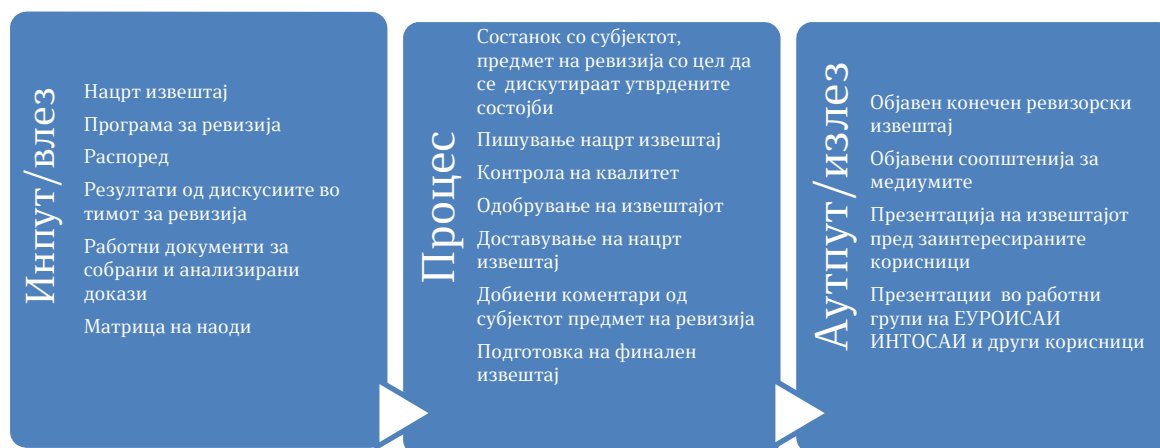 Инпут/влез
Нацрт извештај
Програма за ревизија
Распоред
Резултати од дискусиите во
тимот за ревизија
Работни документи за
собрани и анализирани
докази
Матрица на наоди
Процес
Состанок со субјектот,
предмет на ревизија со цел да
се дискутираат утврдените
состојби
Пишување нацрт извештај
Контрола на квалитет
Одобрување на извештајот
Доставување на нацрт
извештај
Добиени коментари од
субјектот предмет на ревизија
Подготовка на финален
извештај
Аутпут/излез
Објавен конечен ревизорски
извештај
Објавени соопштенија за
медиумите
Презентација на извештајот
пред заинтересираните
корисници
Презентации во работни
групи на ЕУРОИСАИ
ИНТОСАИ и други корисници